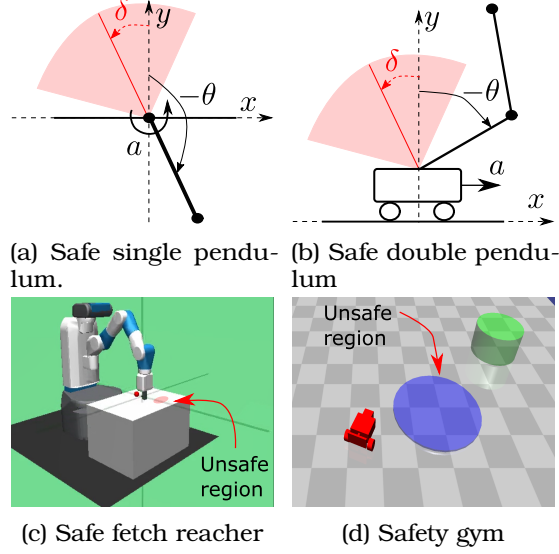 y
δ
−θ
x
a
(a) Safe single pendu-
lum.
y
δ
−θ
a
x
(b) Safe double pendu-
lum
Unsafe
region
(c) Safe fetch reacher
Unsafe
region
(d) Safety gym